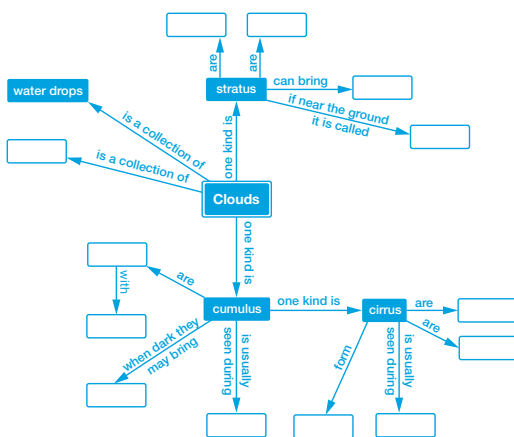 are
are
stratus
can bring
if near the ground
it is called
water drops
is a collection of
is a collection of
one kind is
Clouds
one kind is
are
with
cumulus
one kind is
cirrus
are
are
when dark they
may bring
is usually
seen during
form
is usually
seen during